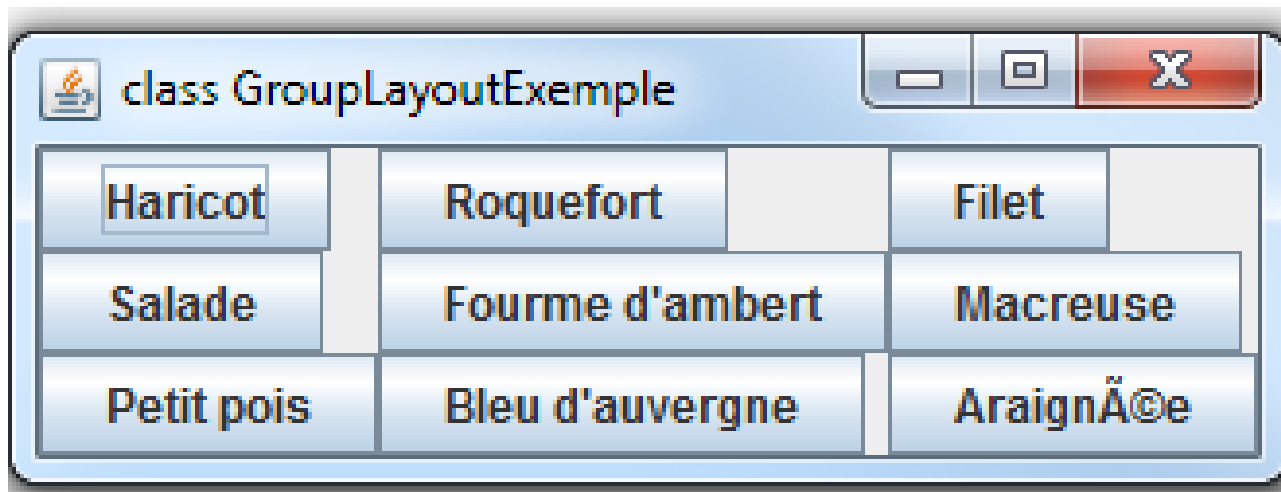 class GroupLayoutExemple
Haricot Roquefort Filet
Salade Fourme d'ambert Macreuse
Petit pois Bleu d'auvergne AraignÃ©e